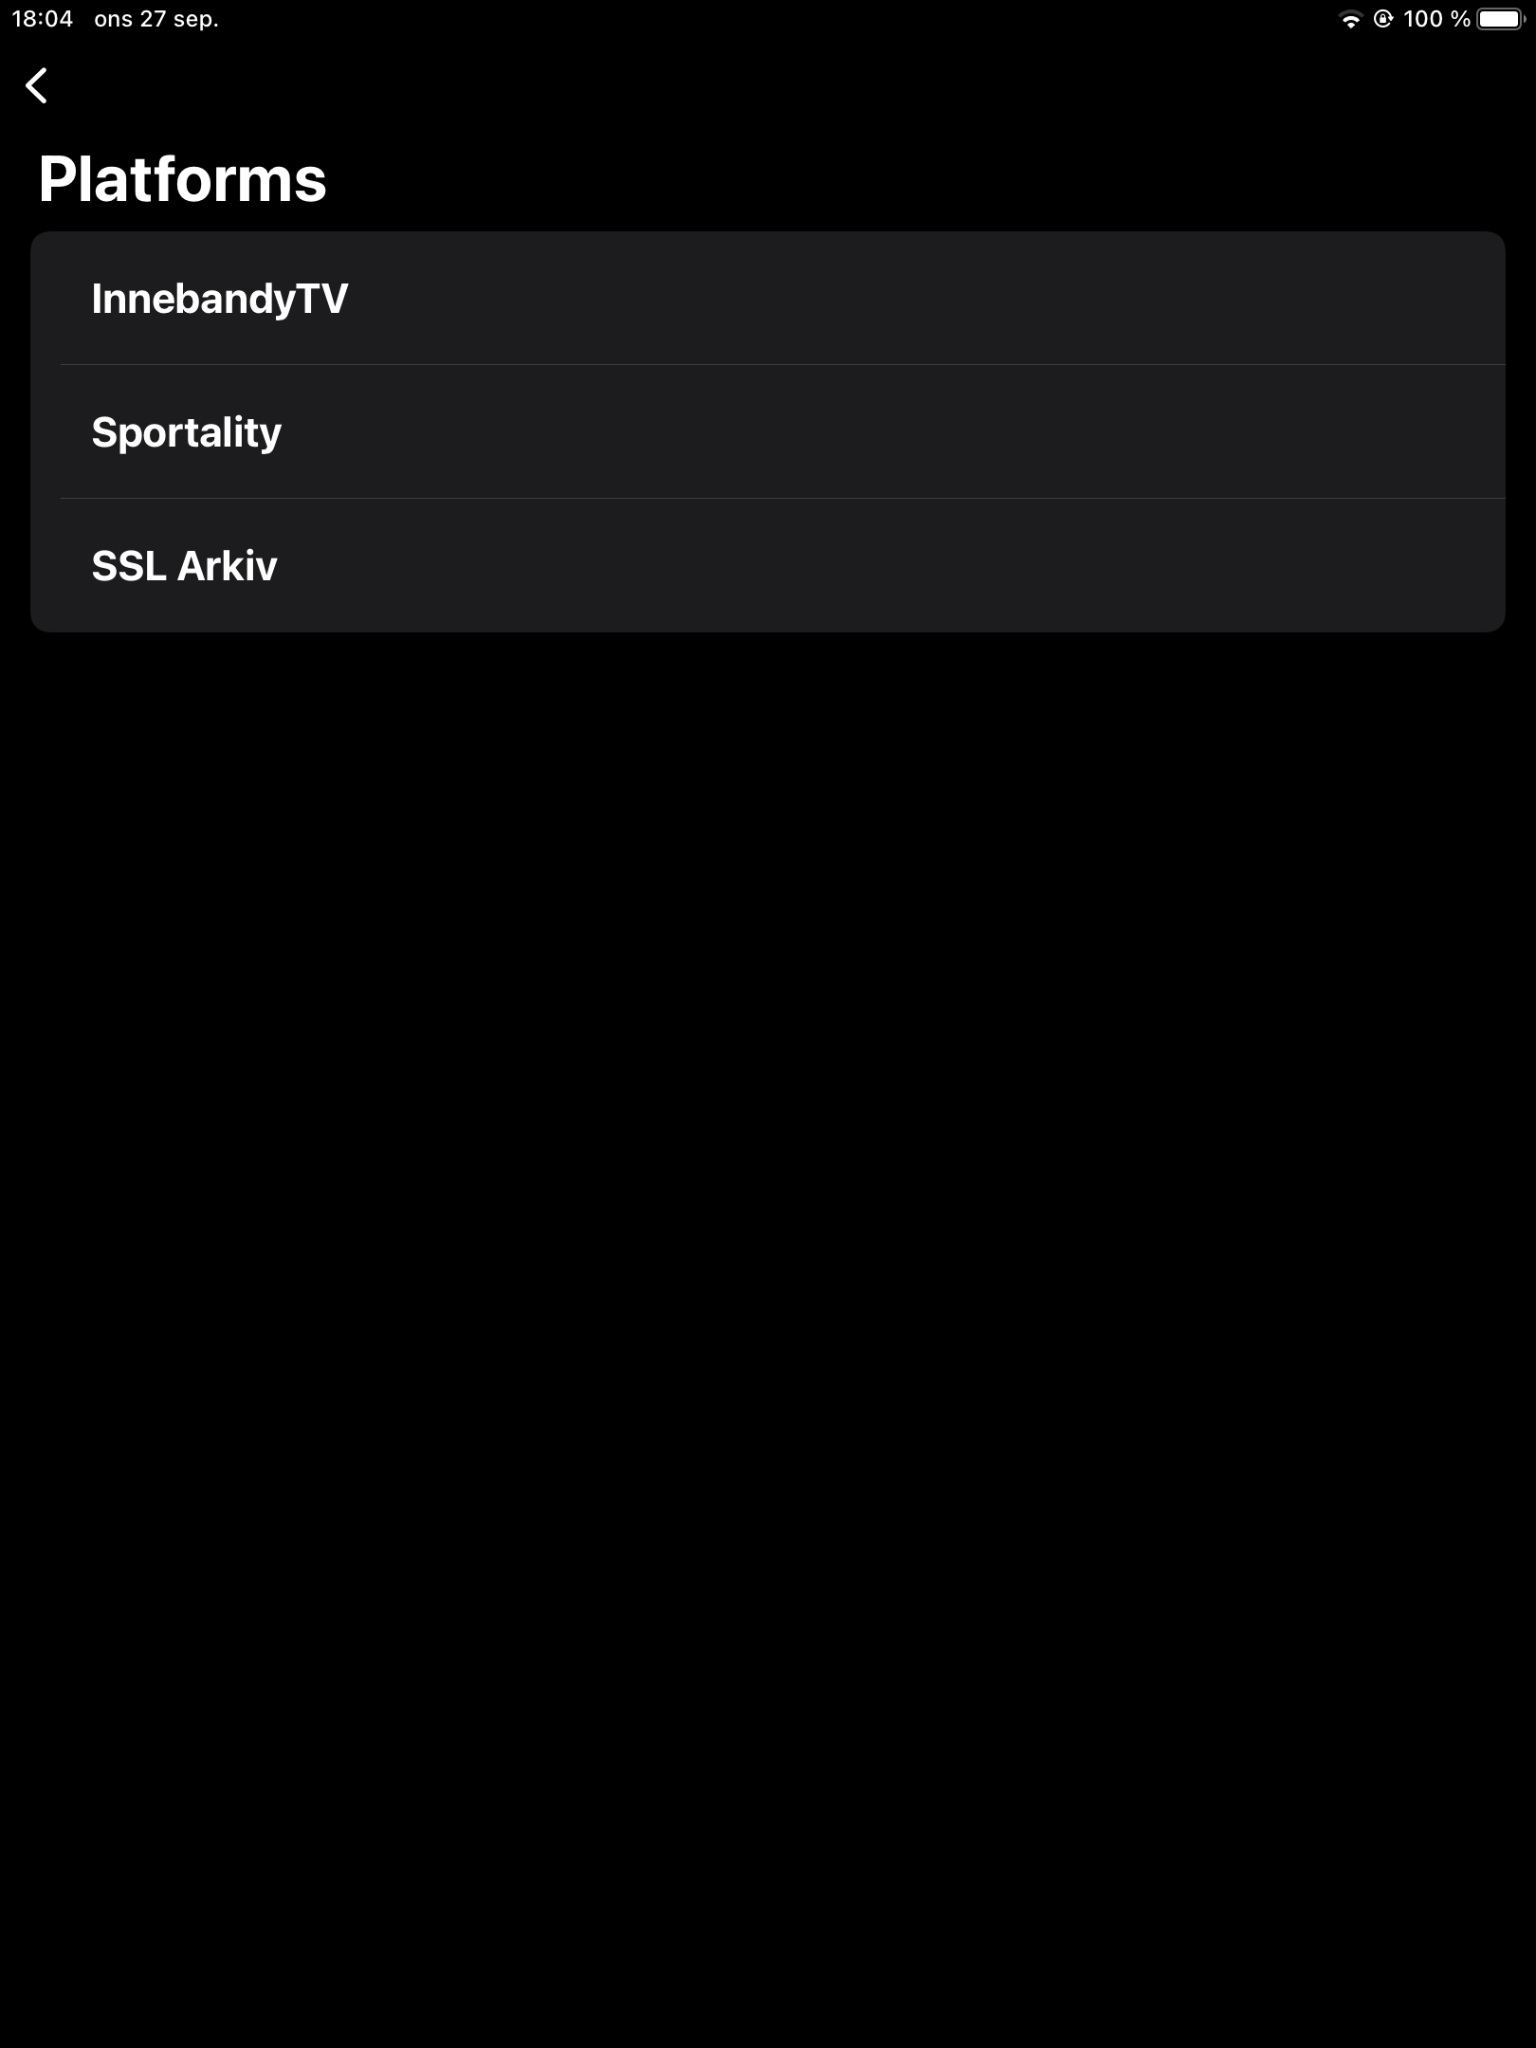 18:04 ons 27 sep. 100 %
Platforms
InnebandyTV
Sportality
SSL Arkiv